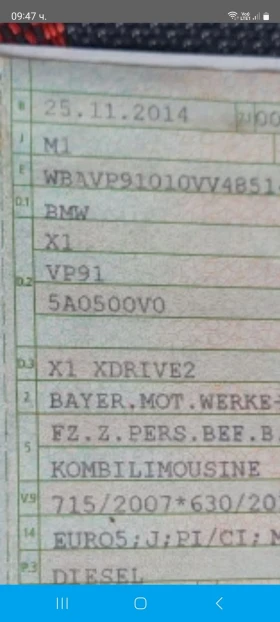 09:47 ч.
B 25.11.2014
J M1
E WBAVP91010VV4851
D.1 BMW
X1
D.2 VP91
5A0500V0
D.3 X1 XDRIVE2
2 BAYER.MOT.WERKE-
FZ.Z.PERS.BEF.B.
5
KOMBILIMOUSINE
V.9 715/2007*630/20
14 EURO5;J;PI/CI;
P.3 DIESEL